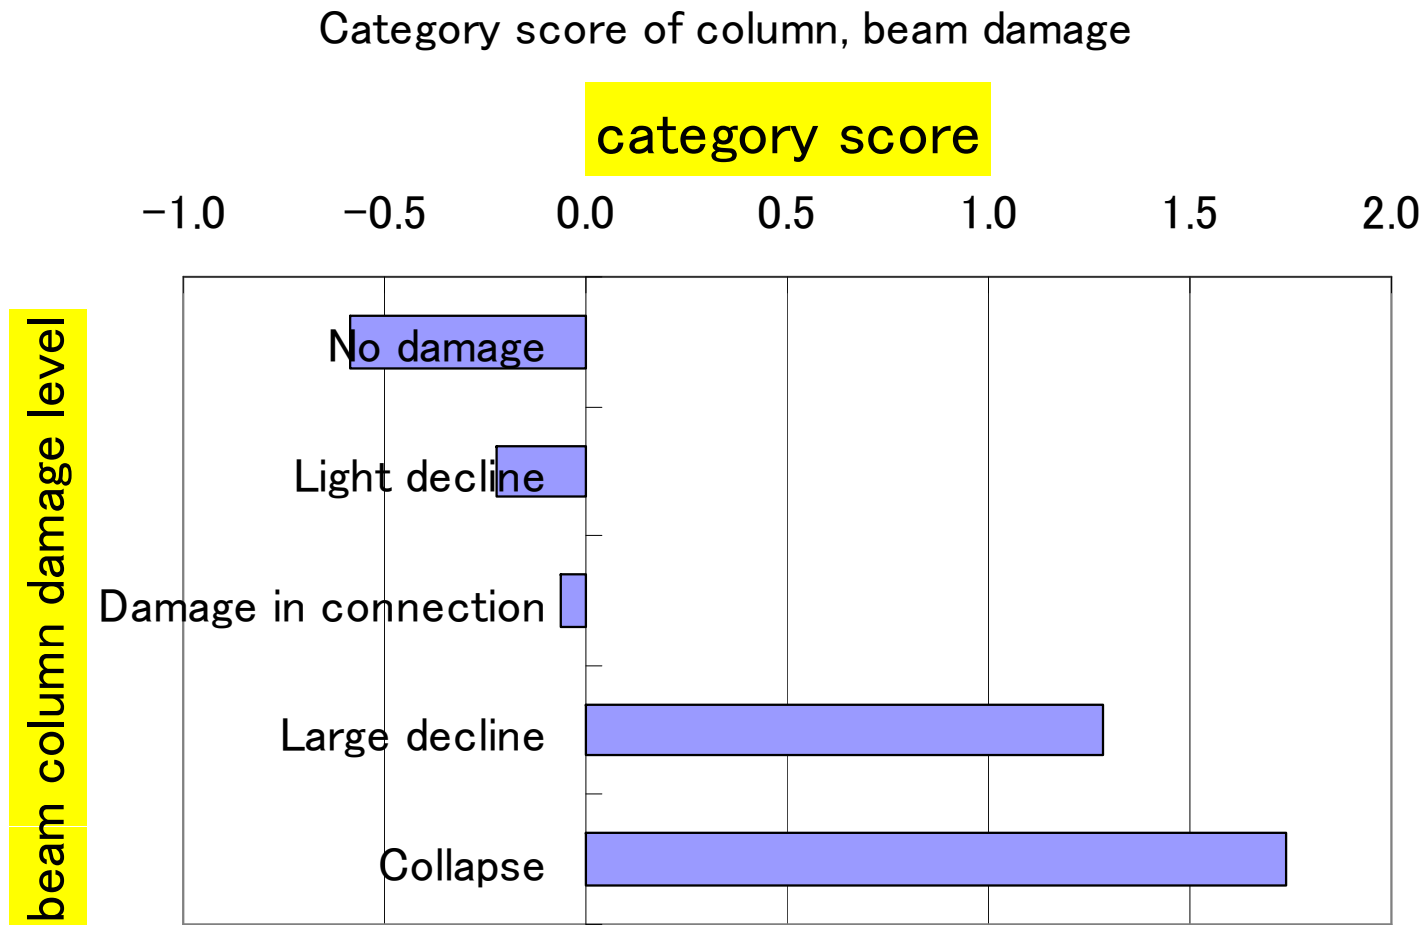 Category score of column, beam damage
category score
−1.0 −0.5 0.0 0.5 1.0 1.5 2.0
beam column damage level
No damage
Light decline
Damage in connection
Large decline
Collapse